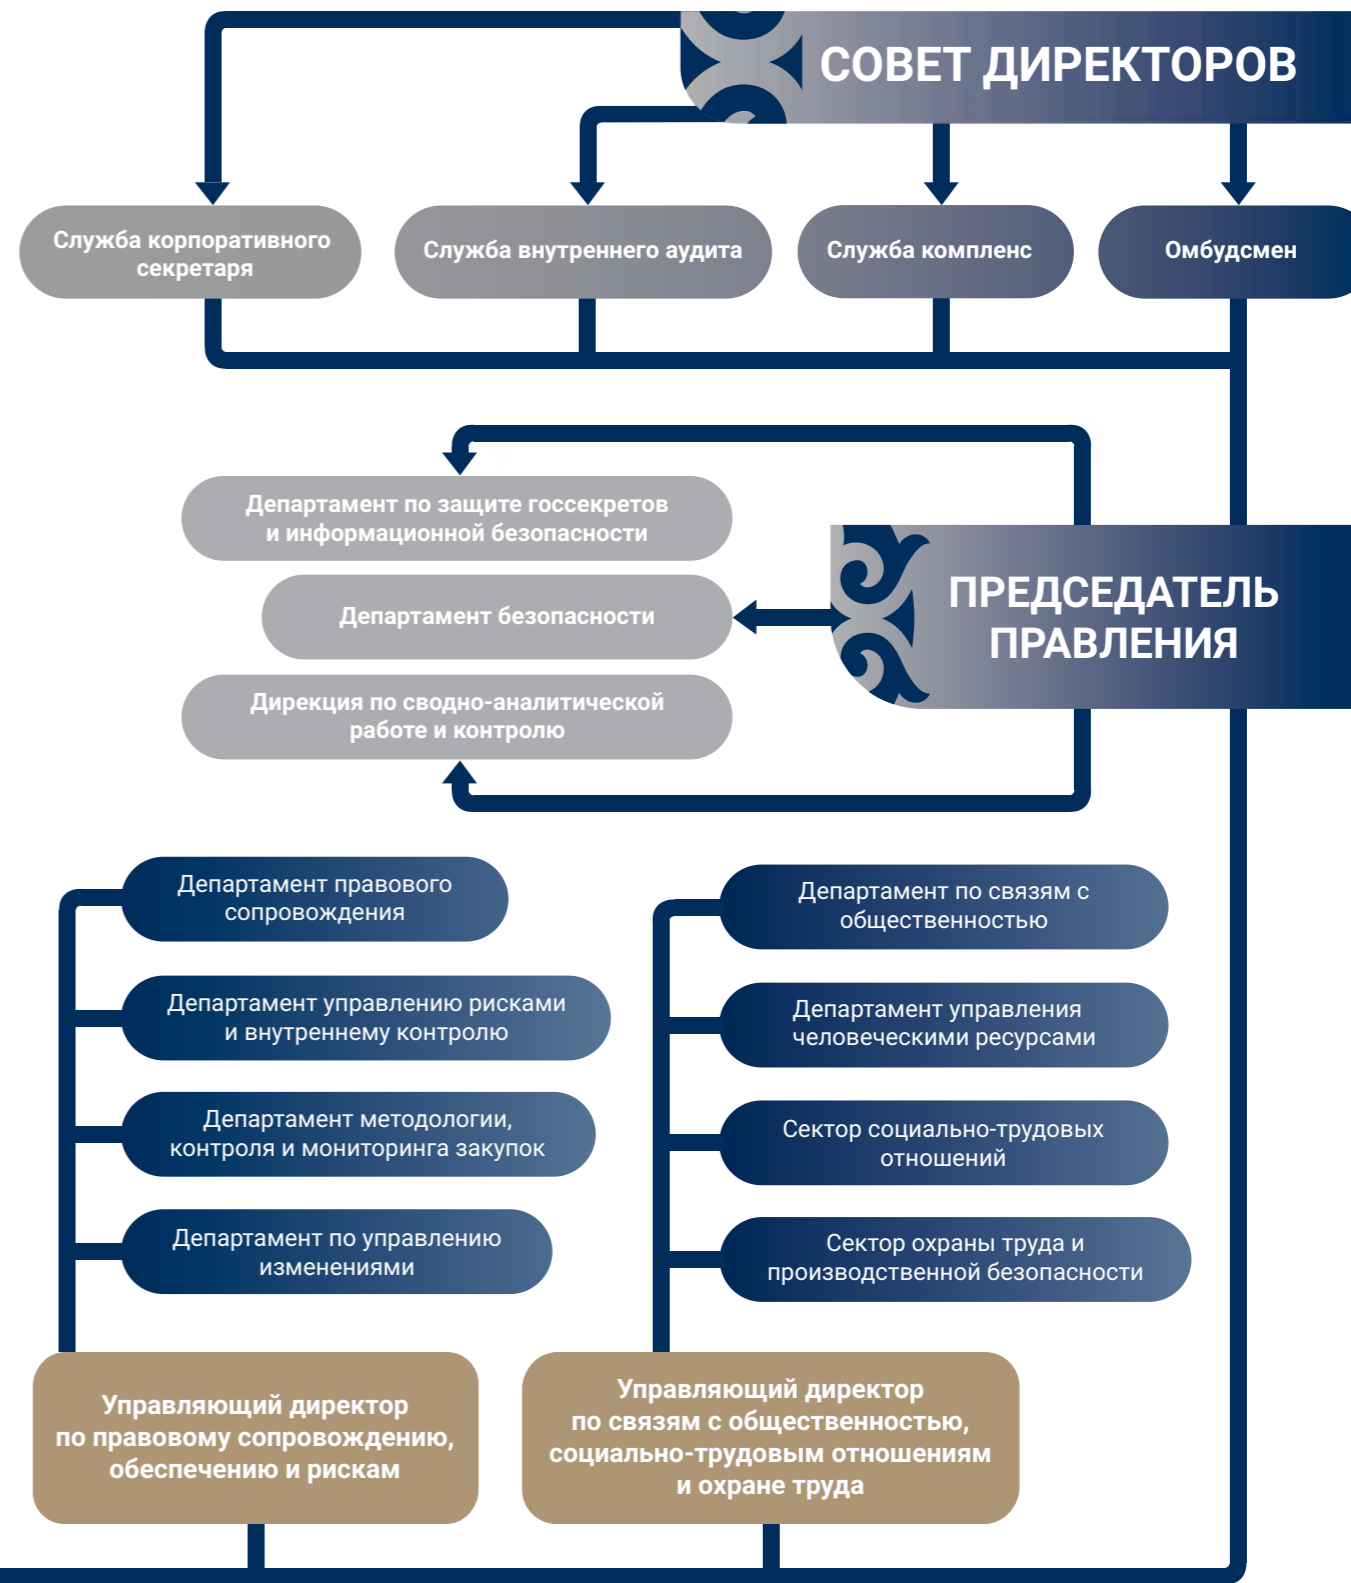 СОВЕТ ДИРЕКТОРОВ
Служба корпоративного
секретаря
Служба внутреннего аудита
Служба компленс
Омбудсмен
Департамент по защите госсекретов
и информационной безопасности
Департамент безопасности
Дирекция по сводно-аналитической
работе и контролю
ПРЕДСЕДАТЕЛЬ
ПРАВЛЕНИЯ
Департамент правового
сопровождения
Департамент управлению рисками
и внутреннему контролю
Департамент методологии,
контроля и мониторинга закупок
Департамент по управлению
изменениями
Управляющий директор
по правовому сопровождению,
обеспечению и рискам
Департамент по связям с
общественностью
Департамент управления
человеческими ресурсами
Сектор социально-трудовых
отношений
Сектор охраны труда и
производственной безопасности
Управляющий директор
по связям с общественностью,
социально-трудовым отношениям
и охране труда